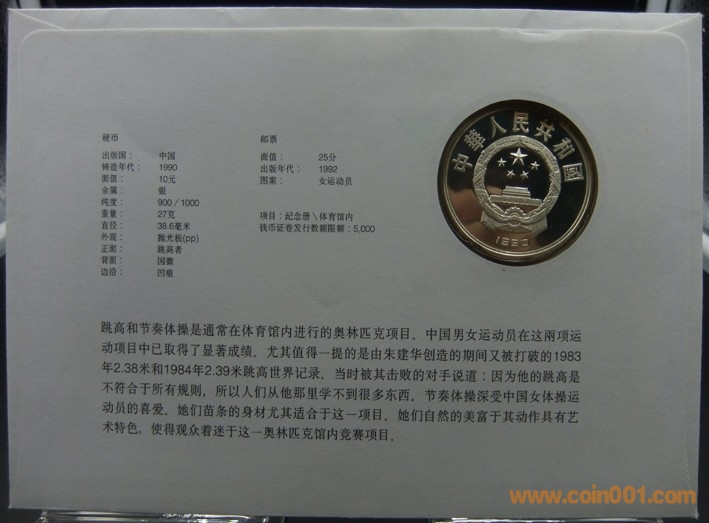 硬币
出版国： 中国
铸造年代： 1990
面值： 10元
金属： 银
纯度： 900 / 1000
重量： 27克
直径： 38.6毫米
外观： 抛光板(pp)
正面： 跳高者
背面： 国徽
边沿： 凹痕
邮票
面值： 25分
出版年代： 1992
图案： 女运动员
项目：纪念册 \ 体育馆内
钱币证卷发行数额限额：5,000
中華人民共和國
1990
跳高和节奏体操是通常在体育馆内进行的奥林匹克项目。中国男女运动员在这兩项运
动项目中已取得了显著成绩。尤其值得一提的是由朱建华创造的期间又被打破的1983
年2.38米和1984年2.39米跳高世界记录。当时被其击败的对手说道：因为他的跳高是
不符合于所有规则，所以人们从他那里学不到很多东西。节奏体操深受中国女体操运
动员的喜爱。她们苗条的身材尤其适合于这一项目。她们自然的美富于其动作具有艺
术特色，使得观众着迷于这一奥林匹克馆内竞赛项目。
www.coin001.com